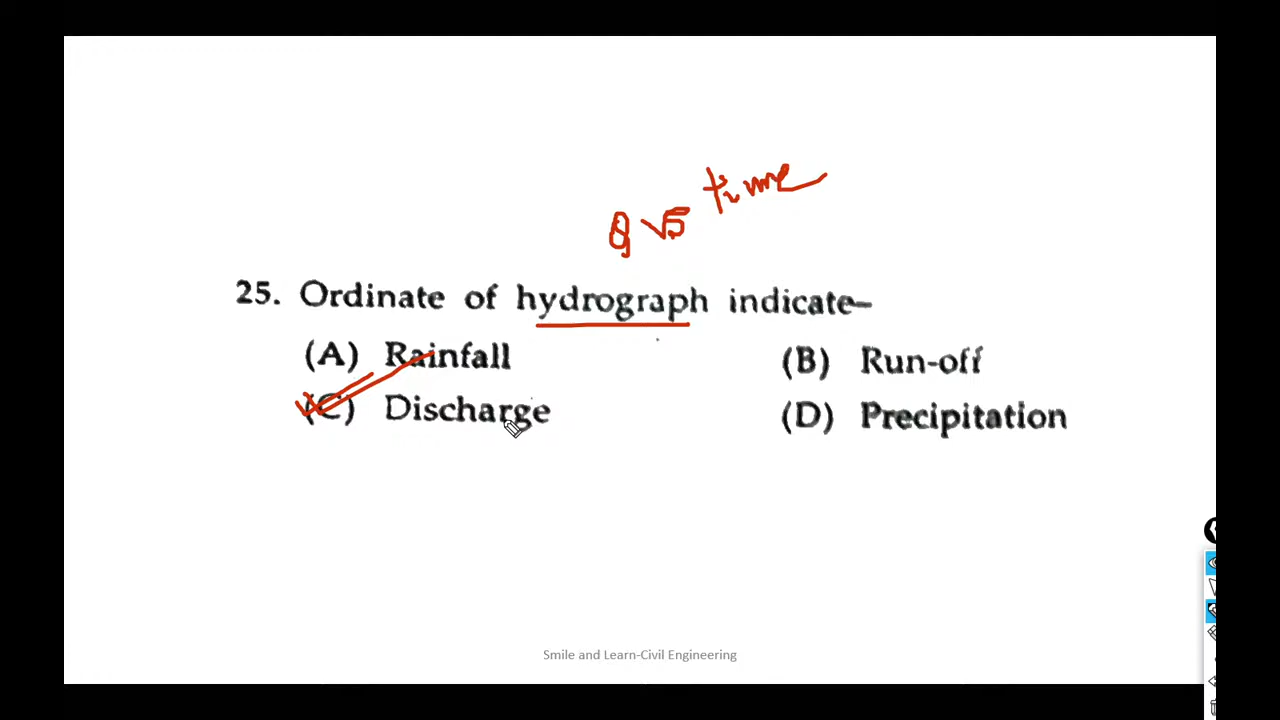 Q vs time
25. Ordinate of hydrograph indicate–
(A) Rainfall (B) Run-off
(C) Discharge (D) Precipitation
Smile and Learn-Civil Engineering